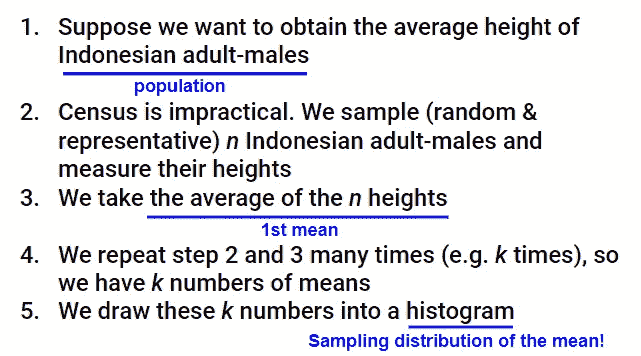 1. Suppose we want to obtain the average height of
Indonesian adult-males
population
2. Census is impractical. We sample (random &
representative) n Indonesian adult-males and
measure their heights
3. We take the average of the n heights
1st mean
4. We repeat step 2 and 3 many times (e.g. k times), so
we have k numbers of means
5. We draw these k numbers into a histogram
Sampling distribution of the mean!